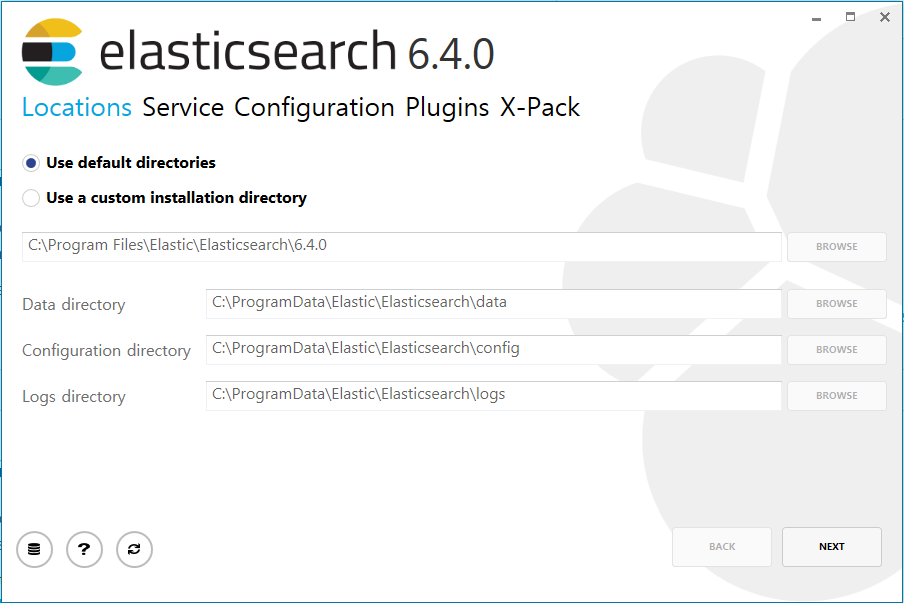 elasticsearch 6.4.0
Locations Service Configuration Plugins X-Pack
Use default directories
Use a custom installation directory
C:\Program Files\Elastic\Elasticsearch\6.4.0 BROWSE
Data directory C:\ProgramData\Elastic\Elasticsearch\data BROWSE
Configuration directory C:\ProgramData\Elastic\Elasticsearch\config BROWSE
Logs directory C:\ProgramData\Elastic\Elasticsearch\logs BROWSE
? BACK NEXT